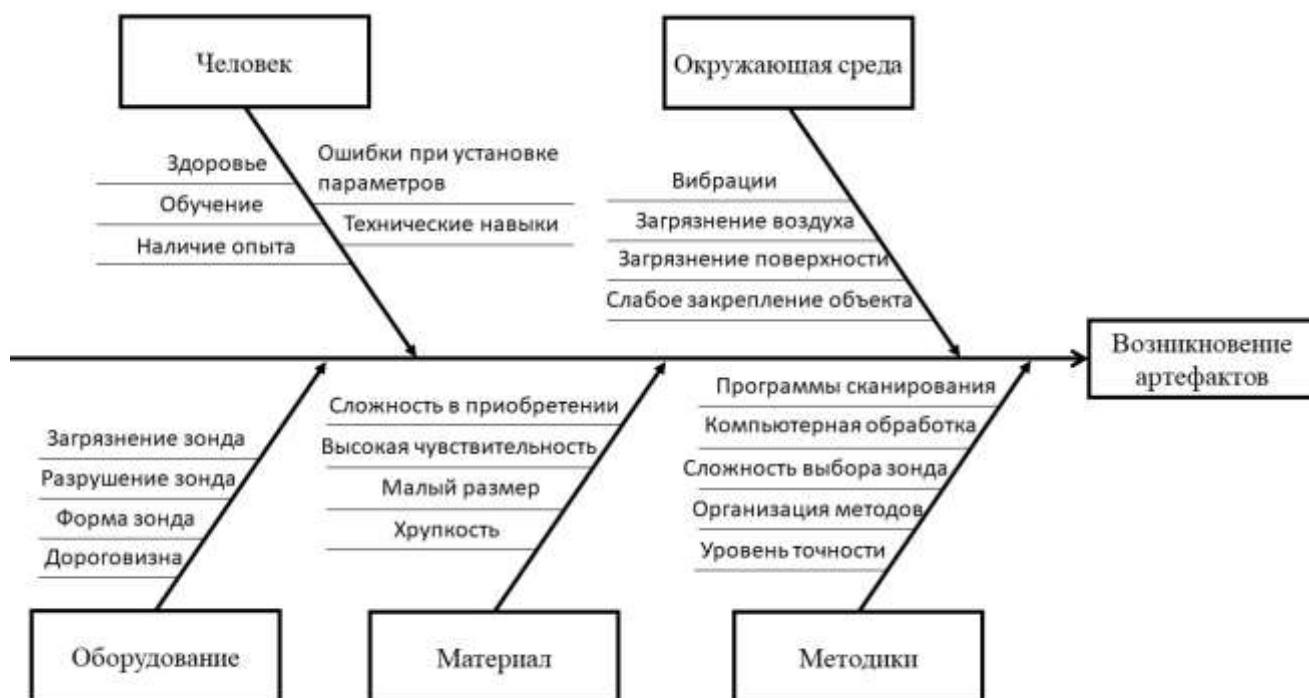 Человек
Окружающая среда
Здоровье
Обучение
Наличие опыта
Ошибки при установке
параметров
Технические навыки
Вибрации
Загрязнение воздуха
Загрязнение поверхности
Слабое закрепление объекта
Возникновение
артефактов
Загрязнение зонда
Разрушение зонда
Форма зонда
Дороговизна
Сложность в приобретении
Высокая чувствительность
Малый размер
Хрупкость
Программы сканирования
Компьютерная обработка
Сложность выбора зонда
Организация методов
Уровень точности
Оборудование
Материал
Методики